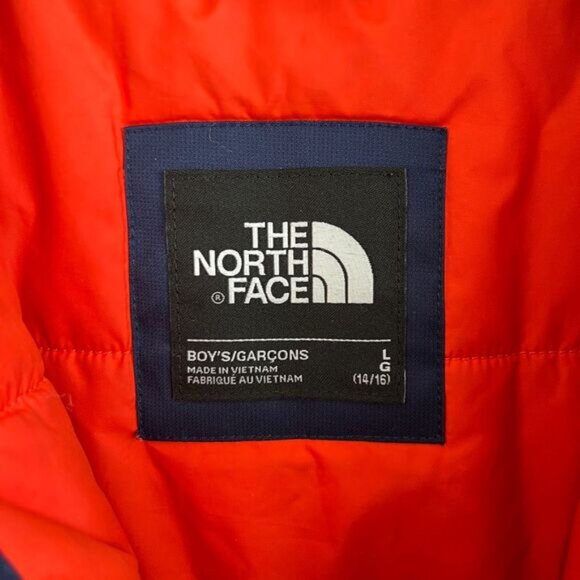 THE
NORTH
® FACE
BOY'S/GARÇONS L
MADE IN VIETNAM G
FABRIQUÉ AU VIETNAM (14/16)